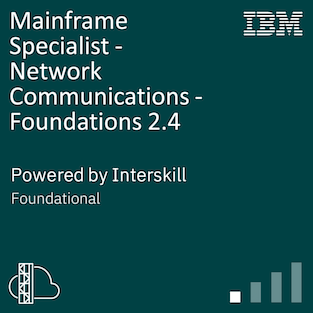 Mainframe
Specialist -
Network
Communications -
Foundations 2.4
IBM
Powered by Interskill
Foundational